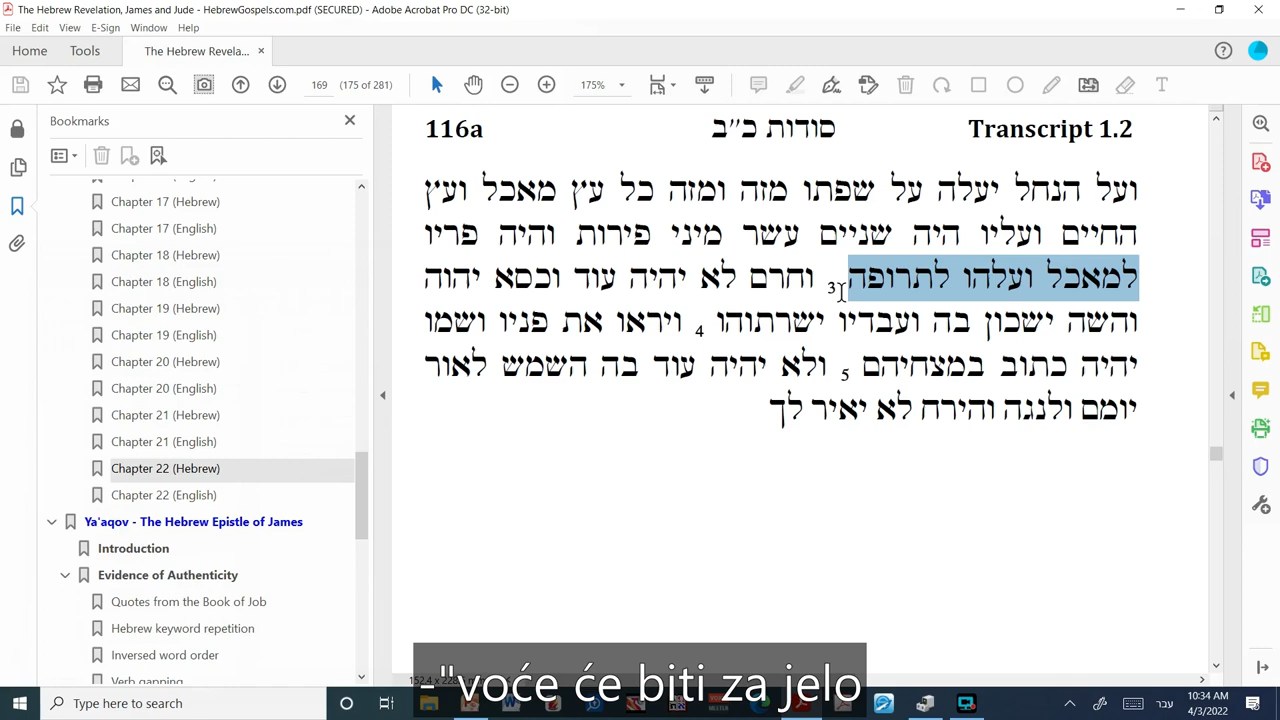 The Hebrew Revelation, James and Jude - HebrewGospels.com.pdf (SECURED) - Adobe Acrobat Pro DC (32-bit)
File Edit View E-Sign Window Help
Home Tools The Hebrew Revela...
169 (175 of 281) 175%
Bookmarks
Chapter 17 (Hebrew)
Chapter 17 (English)
Chapter 18 (Hebrew)
Chapter 18 (English)
Chapter 19 (Hebrew)
Chapter 19 (English)
Chapter 20 (Hebrew)
Chapter 20 (English)
Chapter 21 (Hebrew)
Chapter 21 (English)
Chapter 22 (Hebrew)
Chapter 22 (English)
Ya'aqov - The Hebrew Epistle of James
Introduction
Evidence of Authenticity
Quotes from the Book of Job
Hebrew keyword repetition
Inversed word order
Verb gapping
116a סודות כ״ב Transcript 1.2
ועל הנחל יעלה על שפתו מזה ומזה כל עץ מאכל ועץ
החיים ועליו היה שניים עשר מיני פירות והיה פריו
למאכל ועלהו לתרופה 3 וחרם לא יהיה עוד וכסא יהוה
והשה ישכון בה ועבדיו ישרתוהו 4 ויראו את פניו ושמו
יהיה כתוב במצחיהם 5 ולא יהיה עוד בה השמש לאור
יומם ולנגה והירח לא יאיר לך
-"voće će biti za jelo
Type here to search
עבר
10:34 AM
4/3/2022